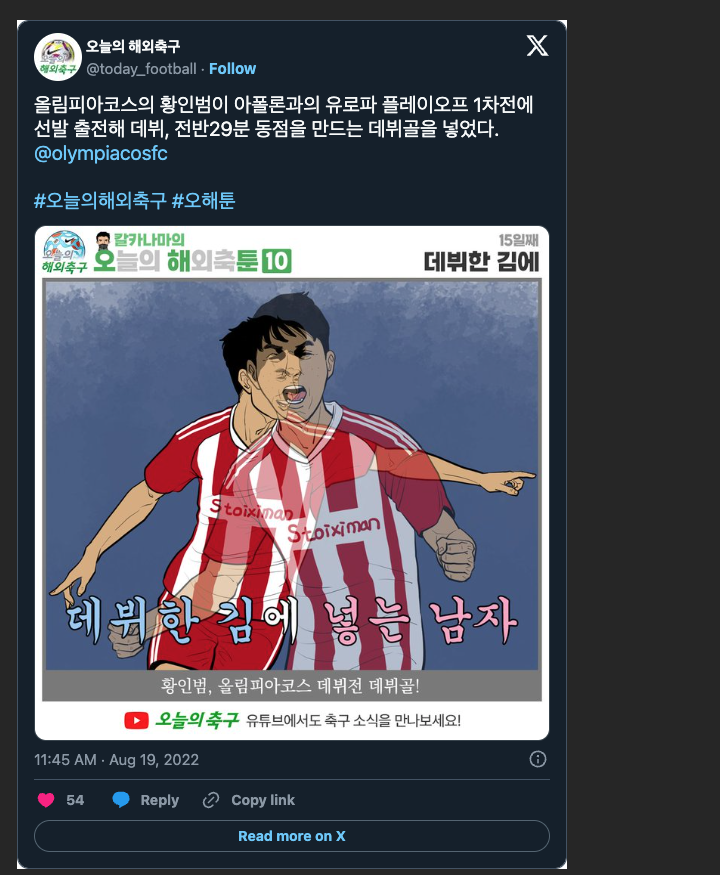 오늘의 해외축구
@today_football · Follow
올림피아코스의 황인범이 아폴론과의 유로파 플레이오프 1차전에
선발 출전해 데뷔, 전반29분 동점을 만드는 데뷔골을 넣었다.
@olympiacosfc
#오늘의해외축구 #오해툰
오늘의
해외축구
칼카나마의
오늘의 해외축툰 10
15일째
데뷔한 김에
Stoiximan
Stoiximan
데뷔한 김에 넣는 남자
황인범, 올림피아코스 데뷔전 데뷔골!
오늘의 축구 유튜브에서도 축구 소식을 만나보세요!
11:45 AM · Aug 19, 2022
54 Reply Copy link
Read more on X